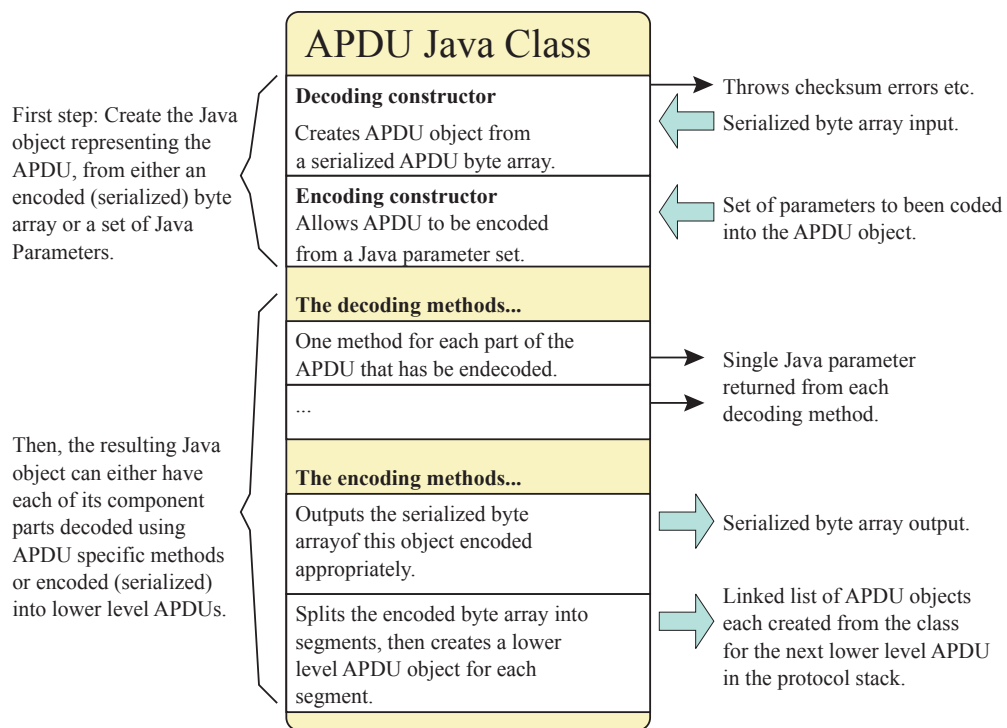 APDU Java Class
First step: Create the Java
object representing the
APDU, from either an
encoded (serialized) byte
array or a set of Java
Parameters.
Decoding constructor
Creates APDU object from
a serialized APDU byte array.
Throws checksum errors etc.
Serialized byte array input.
Encoding constructor
Allows APDU to be encoded
from a Java parameter set.
Set of parameters to been coded
into the APDU object.
The decoding methods...
One method for each part of the
APDU that has be endecoded.
...
Single Java parameter
returned from each
decoding method.
Then, the resulting Java
object can either have
each of its component
parts decoded using
APDU specific methods
or encoded (serialized)
into lower level APDUs.
The encoding methods...
Outputs the serialized byte
arrayof this object encoded
appropriately.
Serialized byte array output.
Splits the encoded byte array into
segments, then creates a lower
level APDU object for each
segment.
Linked list of APDU objects
each created from the class
for the next lower level APDU
in the protocol stack.